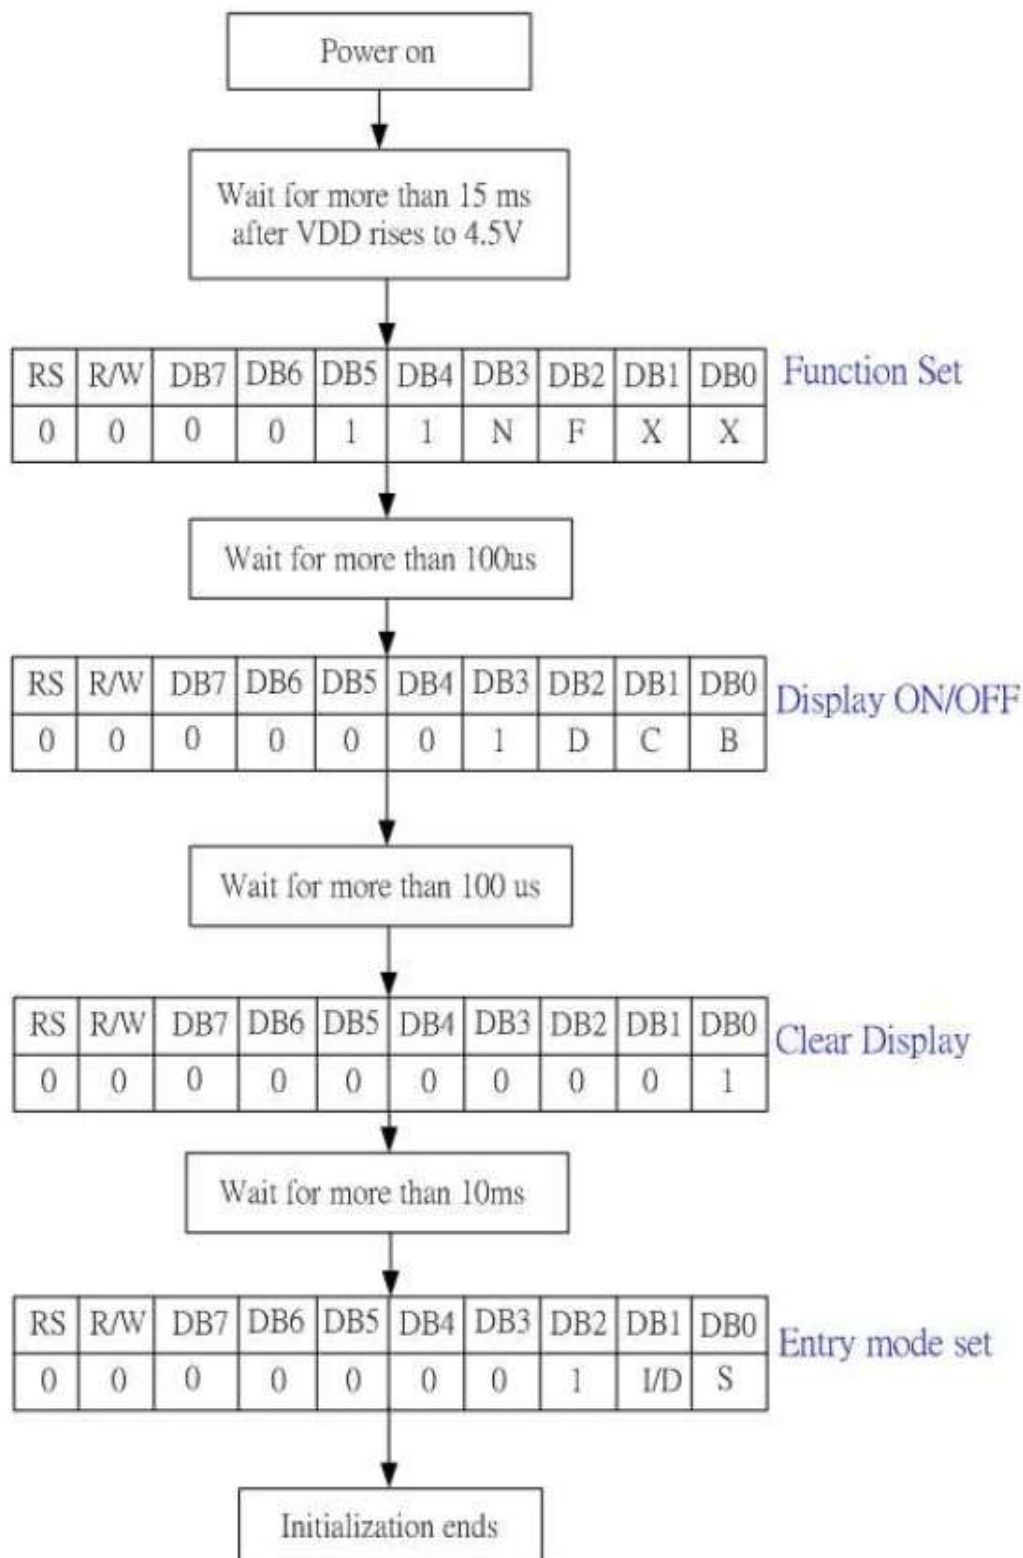 Power on
Wait for more than 15 ms
after VDD rises to 4.5V
RS R/W DB7 DB6 DB5 DB4 DB3 DB2 DB1 DB0 Function Set
0 0 0 0 1 1 N F X X
Wait for more than 100us
RS R/W DB7 DB6 DB5 DB4 DB3 DB2 DB1 DB0 Display ON/OFF
0 0 0 0 0 0 1 D C B
Wait for more than 100 us
RS R/W DB7 DB6 DB5 DB4 DB3 DB2 DB1 DB0 Clear Display
0 0 0 0 0 0 0 0 0 1
Wait for more than 10ms
RS R/W DB7 DB6 DB5 DB4 DB3 DB2 DB1 DB0 Entry mode set
0 0 0 0 0 0 0 1 I/D S
Initialization ends